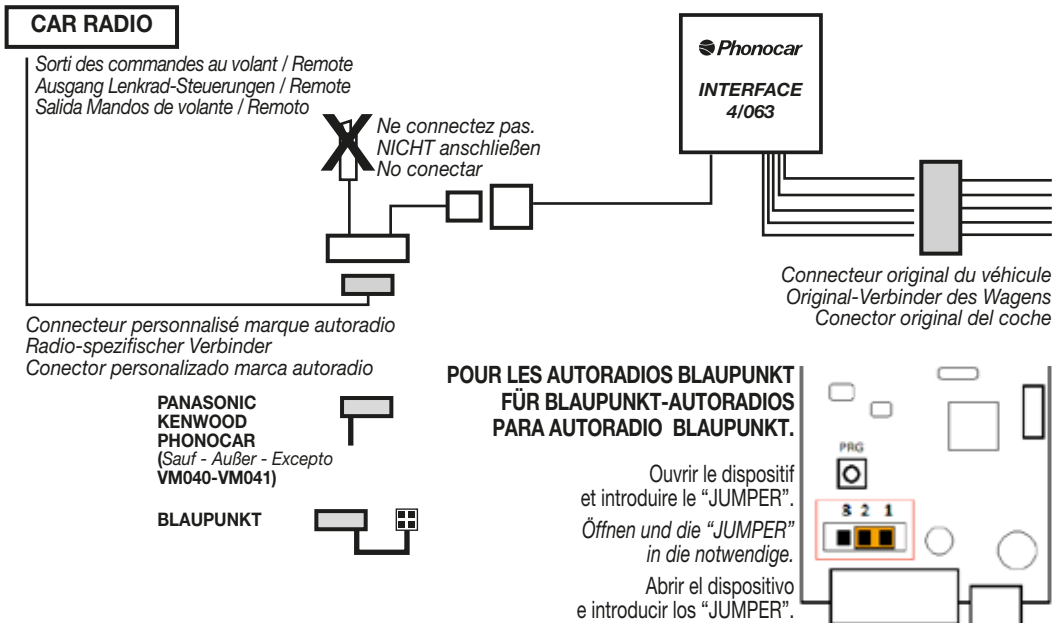 CAR RADIO
Sorti des commandes au volant / Remote
Ausgang Lenkrad-Steuerungen / Remote
Salida Mandos de volante / Remoto
Ne connectez pas.
NICHT anschließen
No conectar
Phonocar
INTERFACE
4/063
Connecteur original du véhicule
Original-Verbinder des Wagens
Conector original del coche
Connecteur personnalisé marque autoradio
Radio-spezifischer Verbinder
Conector personalizado marca autoradio
PANASONIC
KENWOOD
PHONOCAR
(Sauf - Außer - Excepto
VM040-VM041)
BLAUPUNKT
POUR LES AUTORADIOS BLAUPUNKT
FÜR BLAUPUNKT-AUTORADIOS
PARA AUTORADIO BLAUPUNKT.
Ouvrir le dispositif
et introduire le “JUMPER”.
Öffnen und die “JUMPER”
in die notwendige.
Abrir el dispositivo
e introducir los “JUMPER”.
PRG
3 2 1